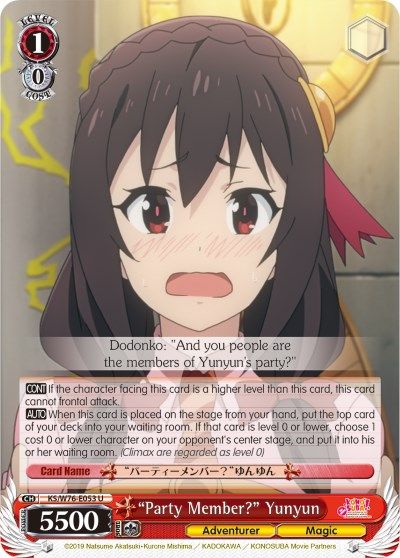 LEVEL
1
0
COST
Dodonko: "And you people are
the members of Yunyun's party?"
CONT If the character facing this card is a higher level than this card, this card
cannot frontal attack.
AUTO When this card is placed on the stage from your hand, put the top card
of your deck into your waiting room. If that card is level 0 or lower, choose 1
cost 0 or lower character on your opponent's center stage, and put it into his
or her waiting room. (Climax are regarded as level 0)
Card Name “パーティーメンバー？”ゆんゆん
CH KS/W76-E053 U
POWER 5500 SOUL “Party Member?” Yunyun
Adventurer Magic
©2019 Natsume Akatsuki・Kurone Mishima ／ KADOKAWA ／ KONOSUBA Movie Partners